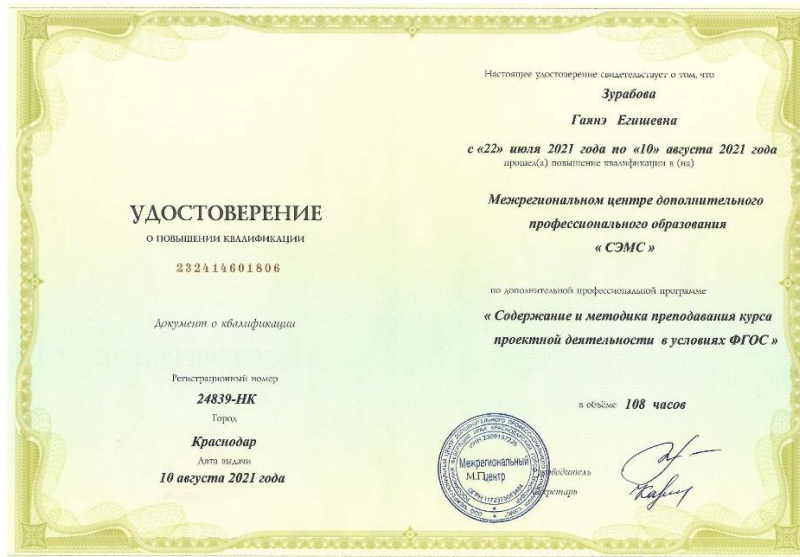 УДОСТОВЕРЕНИЕ
О ПОВЫШЕНИИ КВАЛИФИКАЦИИ
232414601806
Документ о квалификации
Регистрационный номер
24839-НК
Город
Краснодар
Дата выдачи
10 августа 2021 года
Настоящее удостоверение свидетельствует о том, что
Зурабова
Гаянэ Егишевна
с «22» июля 2021 года по «10» августа 2021 года
прошел(а) повышение квалификации в (на)
Межрегиональном центре дополнительного
профессионального образования
« СЭМС »
по дополнительной профессиональной программе
« Содержание и методика преподавания курса
проектной деятельности в условиях ФГОС »
в объёме 108 часов
Межрегиональный
М.П. центр